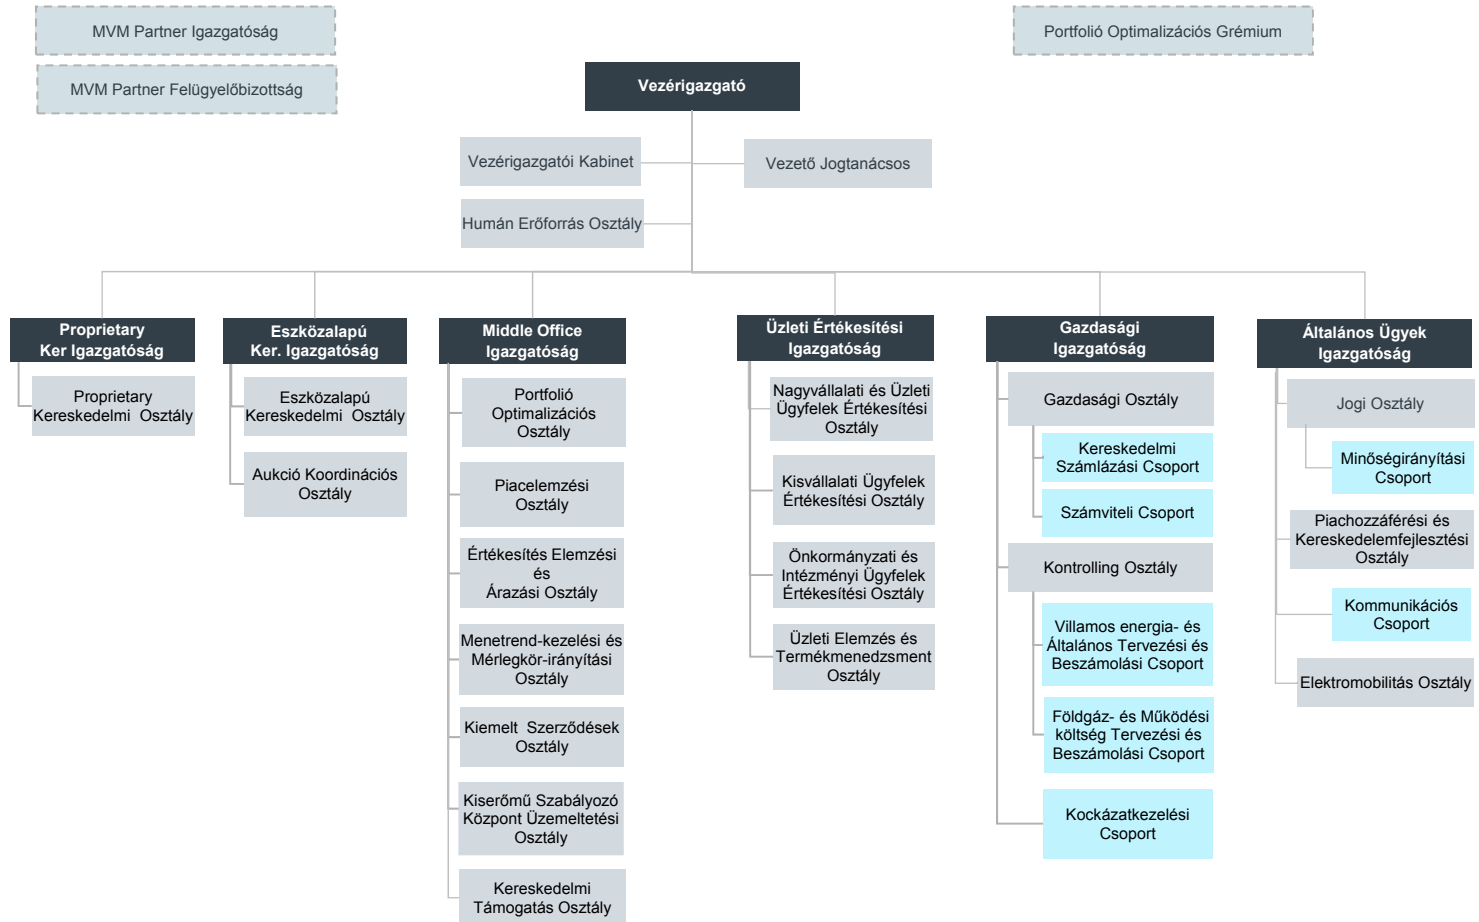 MVM Partner Igazgatóság
Portfolió Optimalizációs Grémium
MVM Partner Felügyelőbizottság
Vezérigazgató
Vezérigazgatói Kabinet
Vezető Jogtanácsos
Humán Erőforrás Osztály
Proprietary
Ker Igazgatóság
Proprietary
Kereskedelmi Osztály
Eszközalapú
Ker. Igazgatóság
Eszközalapú
Kereskedelmi Osztály
Aukció Koordinációs
Osztály
Middle Office
Igazgatóság
Portfolió
Optimalizációs
Osztály
Piacelemzési
Osztály
Értékesítés Elemzési
és
Árazási Osztály
Menetrend-kezelési és
Mérlegkör-irányítási
Osztály
Kiemelt Szerződések
Osztály
Kiserőmű Szabályozó
Központ Üzemeltetési
Osztály
Kereskedelmi
Támogatás Osztály
Üzleti Értékesítési
Igazgatóság
Nagyvállalati és Üzleti
Ügyfelek Értékesítési
Osztály
Kisvállalati Ügyfelek
Értékesítési Osztály
Önkormányzati és
Intézményi Ügyfelek
Értékesítési Osztály
Üzleti Elemzés és
Termékmenedzsment
Osztály
Gazdasági
Igazgatóság
Gazdasági Osztály
Kereskedelmi
Számlázási Csoport
Számviteli Csoport
Kontrolling Osztály
Villamos energia- és
Általános Tervezési és
Beszámolási Csoport
Földgáz- és Működési
költség Tervezési és
Beszámolási Csoport
Kockázatkezelési
Csoport
Általános Ügyek
Igazgatóság
Jogi Osztály
Minőségirányítási
Csoport
Piachozzáférési és
Kereskedelemfejlesztési
Osztály
Kommunikációs
Csoport
Elektromobilitás Osztály